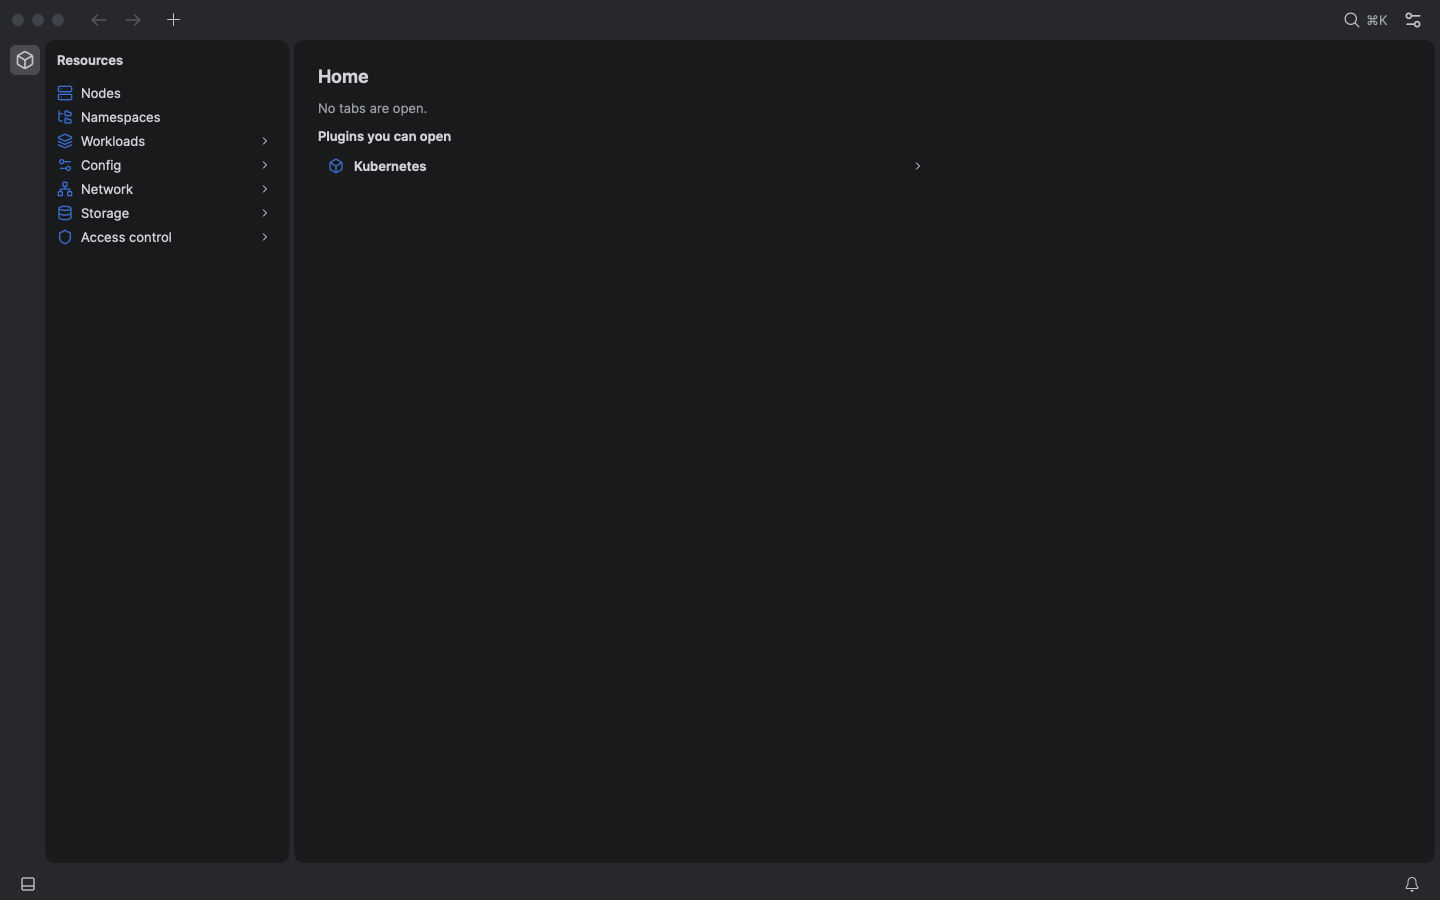 ⌘K
Resources
Nodes
Namespaces
Workloads
Config
Network
Storage
Access control
Home
No tabs are open.
Plugins you can open
Kubernetes